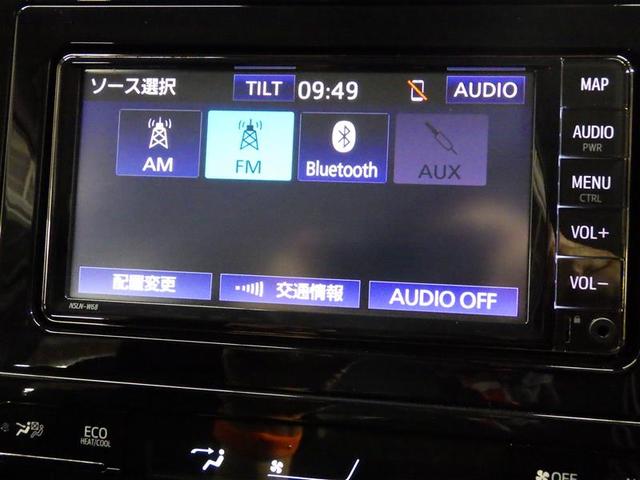 ソース選択 TILT 09:49 AUDIO
AM FM Bluetooth AUX
配置変更 交通情報 AUDIO OFF
NSLN-W68
MAP
AUDIO
PWR
MENU
CTRL
VOL+
VOL-
ECO
HEAT/COOL
OFF